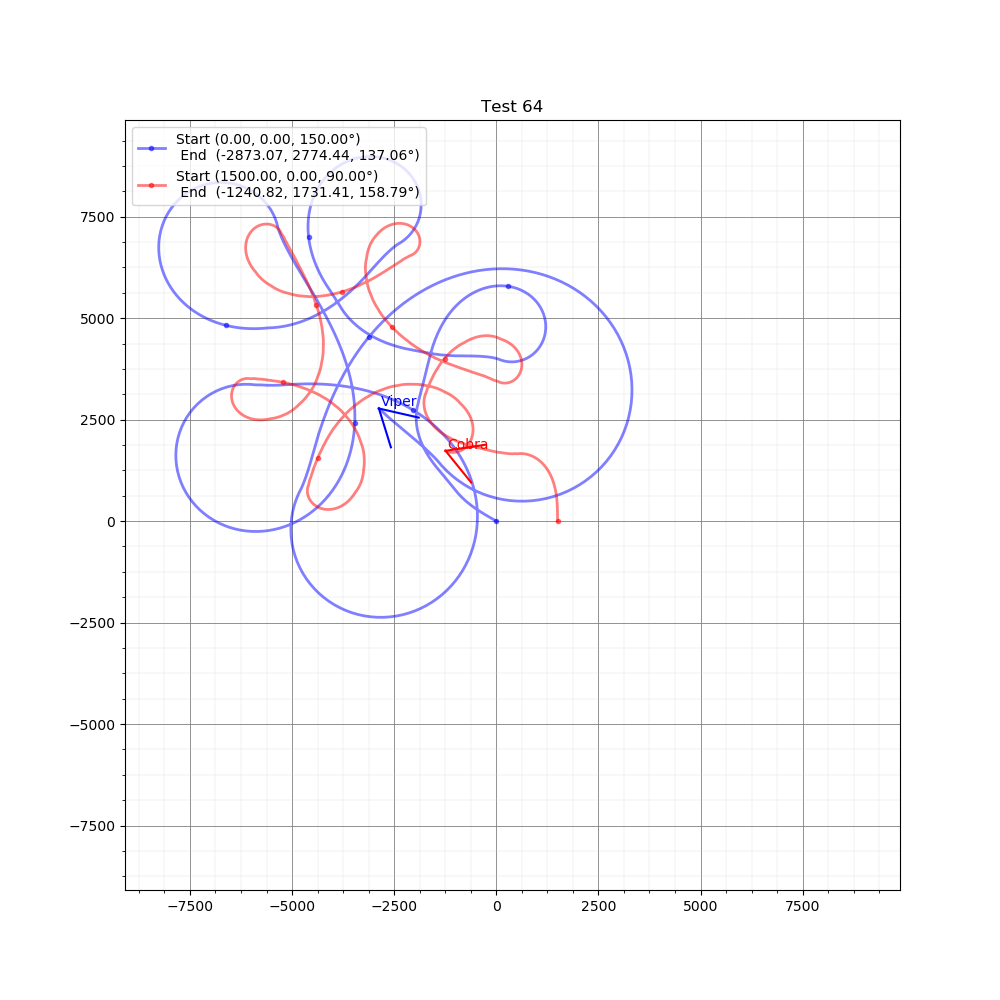 Test 64
Start (0.00, 0.00, 150.00°)
End (-2873.07, 2774.44, 137.06°)
Start (1500.00, 0.00, 90.00°)
End (-1240.82, 1731.41, 158.79°)
7500
5000
2500
0
−2500
−5000
−7500
Viper
Cobra
−7500
−5000
−2500
0
2500
5000
7500